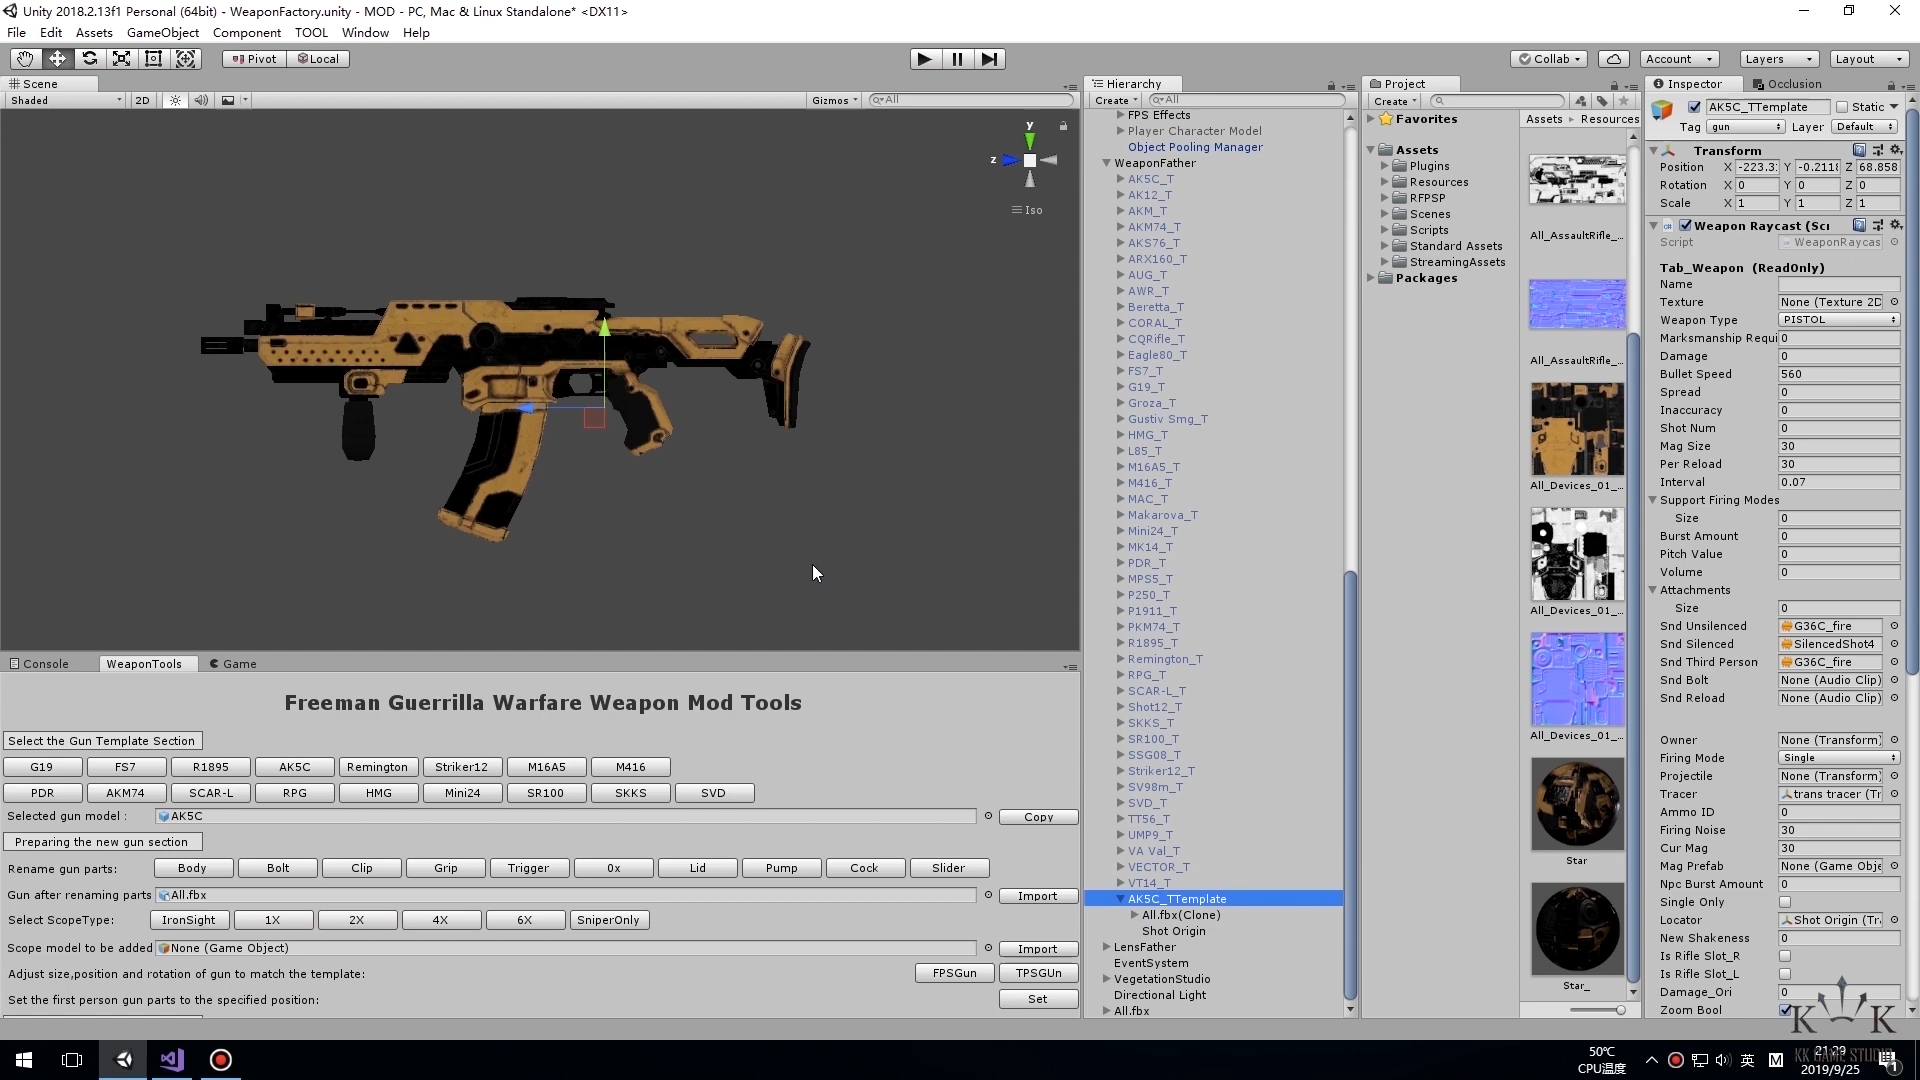 Unity 2018.2.13f1 Personal (64bit) - WeaponFactory.unity - MOD - PC, Mac & Linux Standalone* <DX11>
File Edit Assets GameObject Component TOOL Window Help
Pivot Local
Collab Account Layers Layout
Scene
Shaded 2D Gizmos All
y
z
Iso
Console WeaponTools Game
Freeman Guerrilla Warfare Weapon Mod Tools
Select the Gun Template Section
G19 FS7 R1895 AK5C Remington Striker12 M16A5 M416
PDR AKM74 SCAR-L RPG HMG Mini24 SR100 SKKS SVD
Selected gun model : AK5C Copy
Preparing the new gun section
Rename gun parts: Body Bolt Clip Grip Trigger 0x Lid Pump Cock Slider
Gun after renaming parts All.fbx Import
Select ScopeType: IronSight 1X 2X 4X 6X SniperOnly
Scope model to be added None (Game Object) Import
Adjust size,position and rotation of gun to match the template: FPSGun TPSGUn
Set the first person gun parts to the specified position: Set
Hierarchy
Create All
FPS Effects
Player Character Model
Object Pooling Manager
WeaponFather
AK5C_T
AK12_T
AKM_T
AKM74_T
AKS76_T
ARX160_T
AUG_T
AWR_T
Beretta_T
CORAL_T
CQRifle_T
Eagle80_T
FS7_T
G19_T
Groza_T
Gustiv Smg_T
HMG_T
L85_T
M16A5_T
M416_T
MAC_T
Makarova_T
Mini24_T
MK14_T
PDR_T
MPS5_T
P250_T
P1911_T
PKM74_T
R1895_T
Remington_T
RPG_T
SCAR-L_T
Shot12_T
SKKS_T
SR100_T
SSG08_T
Striker12_T
SV98m_T
SVD_T
TT56_T
UMP9_T
VA Val_T
VECTOR_T
VT14_T
AK5C_TTemplate
All.fbx(Clone)
Shot Origin
LensFather
EventSystem
VegetationStudio
Directional Light
All.fbx
Project
Create
Favorites
Assets
Plugins
Resources
RFPSP
Scenes
Scripts
Standard Assets
StreamingAssets
Packages
Assets Resources
All_AssaultRifle_...
All_AssaultRifle_...
All_Devices_01_...
All_Devices_01_...
All_Devices_01_...
Star
Star_
Inspector Occlusion
AK5C_TTemplate Static
Tag gun Layer Default
Transform
Position X -223.3 Y -0.211 Z 68.858
Rotation X 0 Y 0 Z 0
Scale X 1 Y 1 Z 1
Weapon Raycast (Scr
Script WeaponRaycas
Tab_Weapon (ReadOnly)
Name
Texture None (Texture 2D
Weapon Type PISTOL
Marksmanship Requi 0
Damage 0
Bullet Speed 560
Spread 0
Inaccuracy 0
Shot Num 0
Mag Size 30
Per Reload 30
Interval 0.07
Support Firing Modes
Size 0
Burst Amount 0
Pitch Value 0
Volume 0
Attachments
Size 0
Snd Unsilenced G36C_fire
Snd Silenced SilencedShot4
Snd Third Person G36C_fire
Snd Bolt None (Audio Clip)
Snd Reload None (Audio Clip)
Owner None (Transform)
Firing Mode Single
Projectile None (Transform)
Tracer trans tracer (Tr
Ammo ID 0
Firing Noise 30
Cur Mag 30
Mag Prefab None (Game Obje
Npc Burst Amount 0
Single Only
Locator Shot Origin (Tr
New Shakeness 0
Is Rifle Slot_R
Is Rifle Slot_L
Damage_Ori 0
Zoom Bool
K K
KK GAME STUDIO
50℃
CPU温度
英 M
21:29
2019/9/25
1